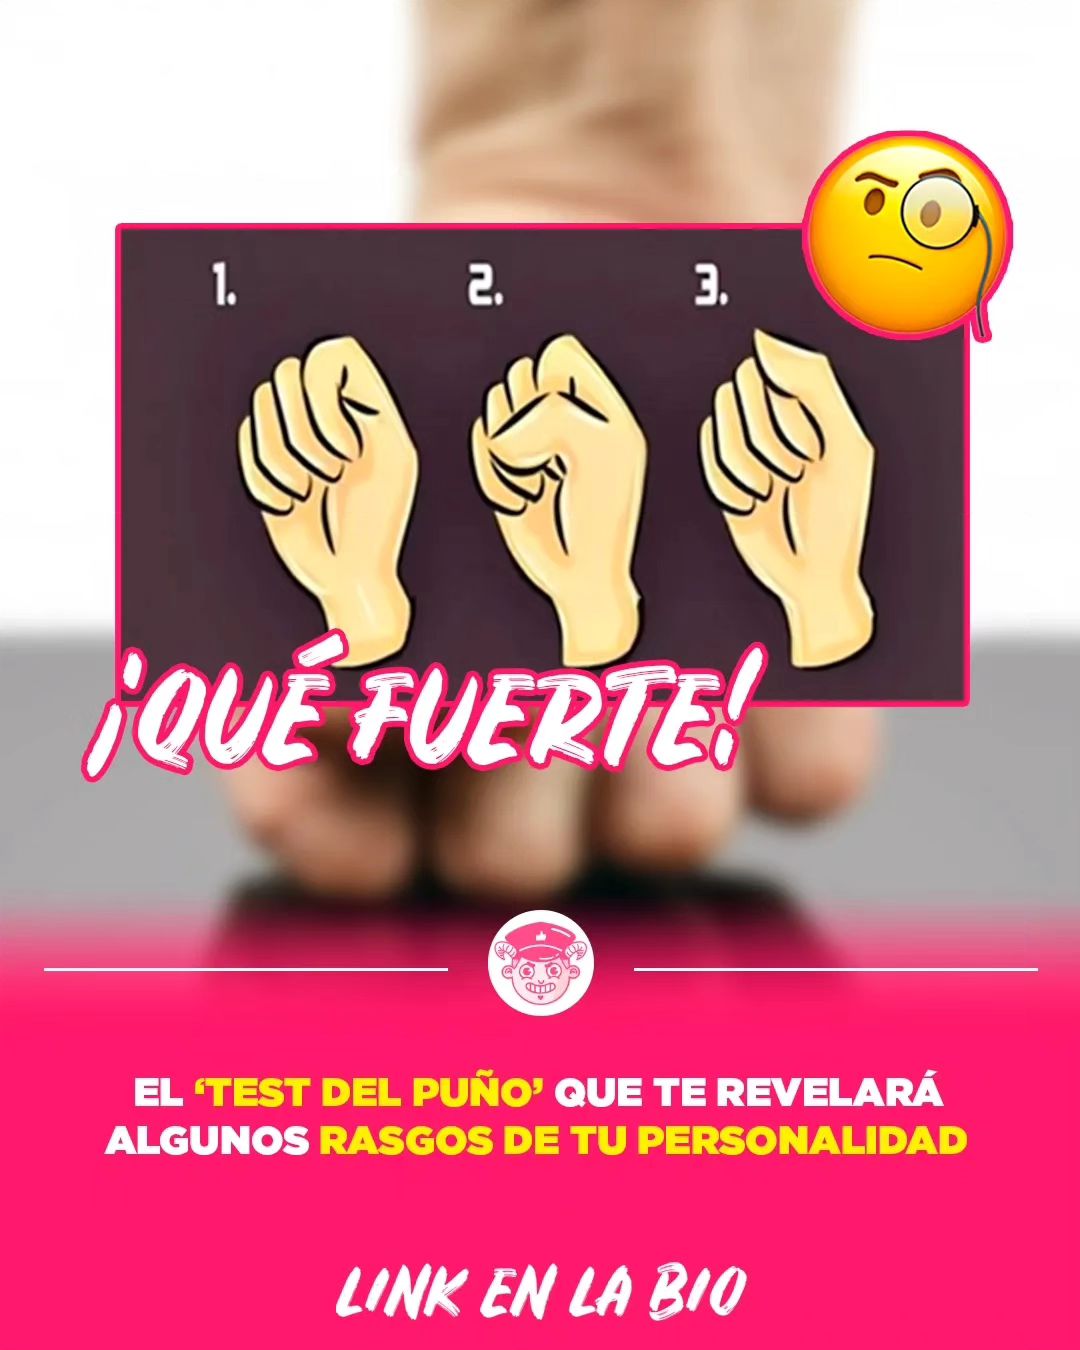 1.
2.
3.
¡QUÉ FUERTE!
EL ‘TEST DEL PUÑO’ QUE TE REVELARÁ
ALGUNOS RASGOS DE TU PERSONALIDAD
LINK EN LA BIO